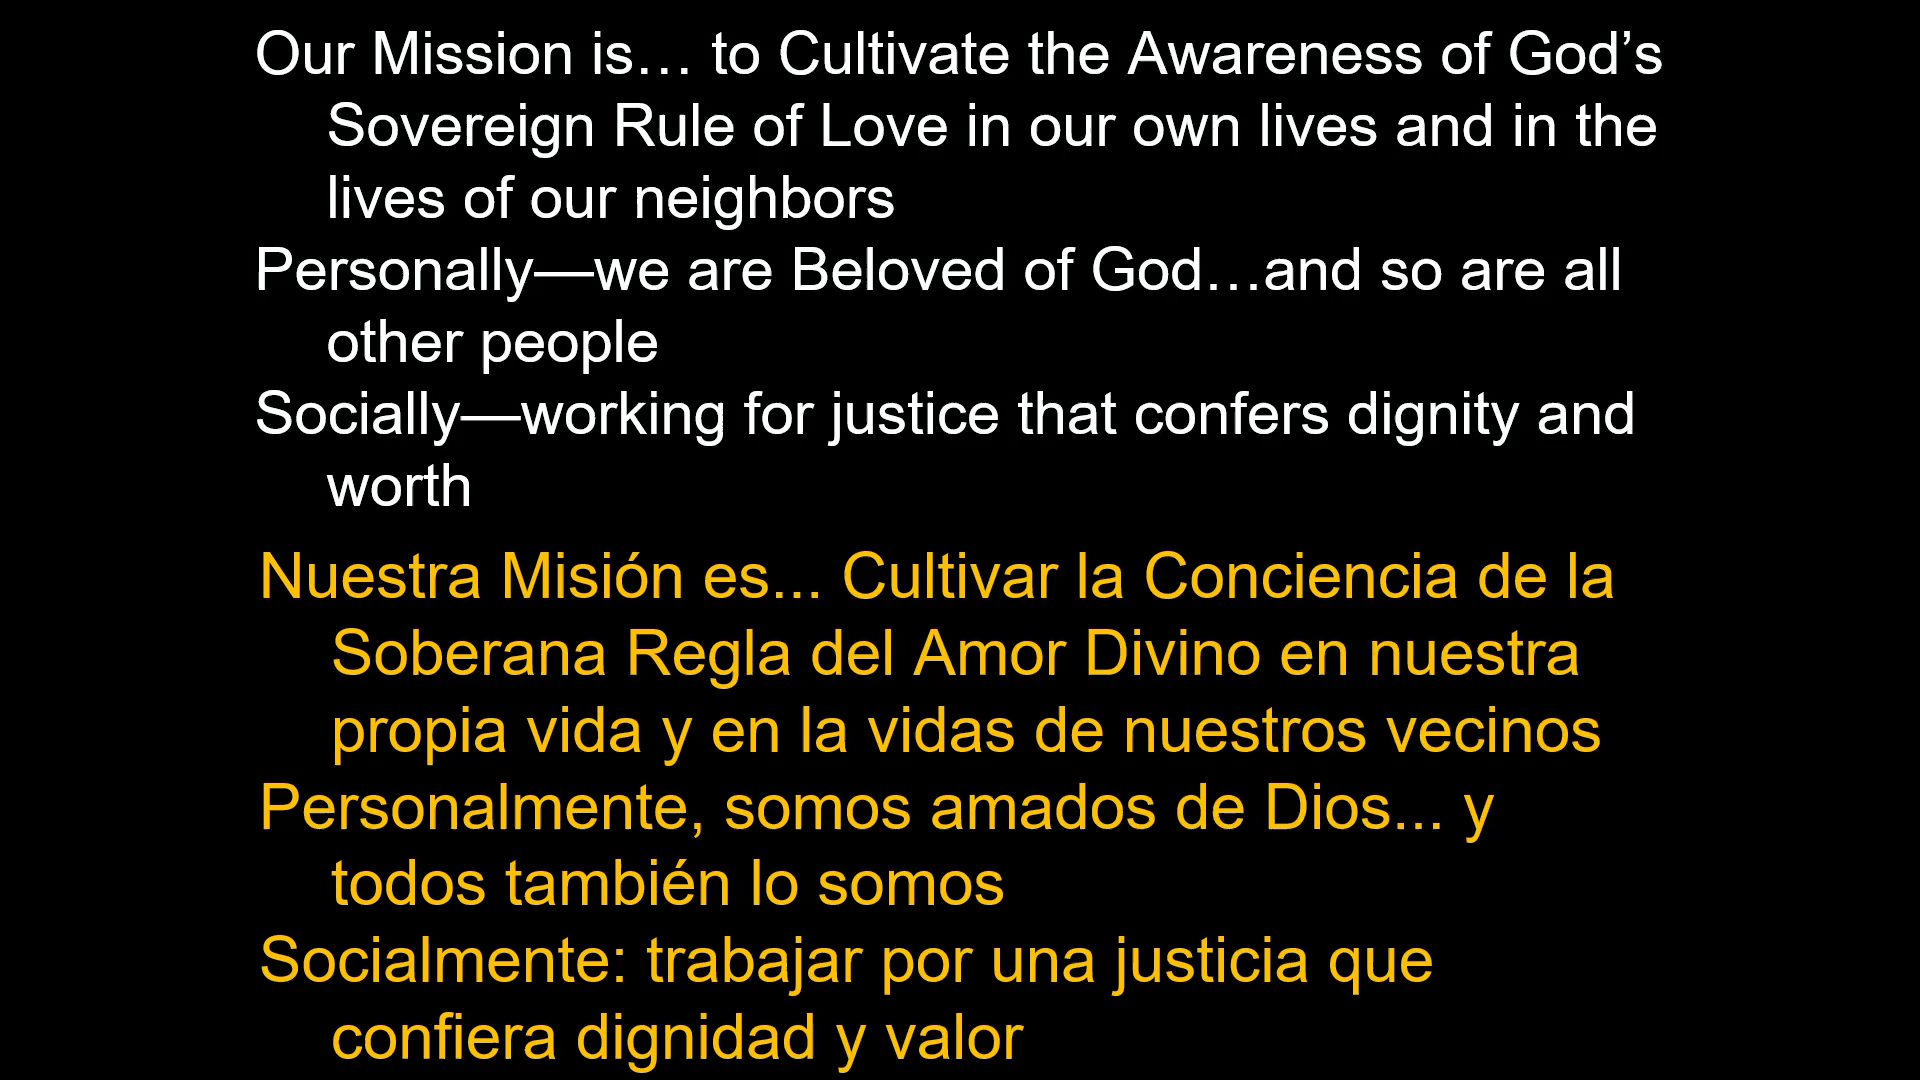 Our Mission is… to Cultivate the Awareness of God’s
Sovereign Rule of Love in our own lives and in the
lives of our neighbors
Personally—we are Beloved of God…and so are all
other people
Socially—working for justice that confers dignity and
worth
Nuestra Misión es... Cultivar la Conciencia de la
Soberana Regla del Amor Divino en nuestra
propia vida y en la vidas de nuestros vecinos
Personalmente, somos amados de Dios... y
todos también lo somos
Socialmente: trabajar por una justicia que
confiera dignidad y valor